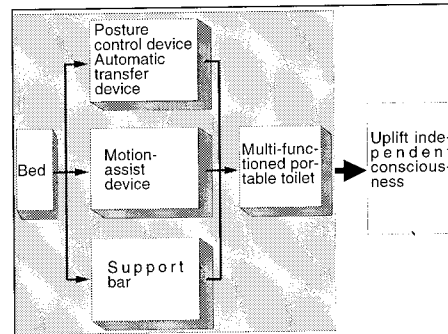 Posture
control device
Automatic
transfer
device
Bed
Motion-
assist
device
Support
bar
Multi-func-
tioned por-
table toilet
Uplift inde-
pendent
conscious-
ness